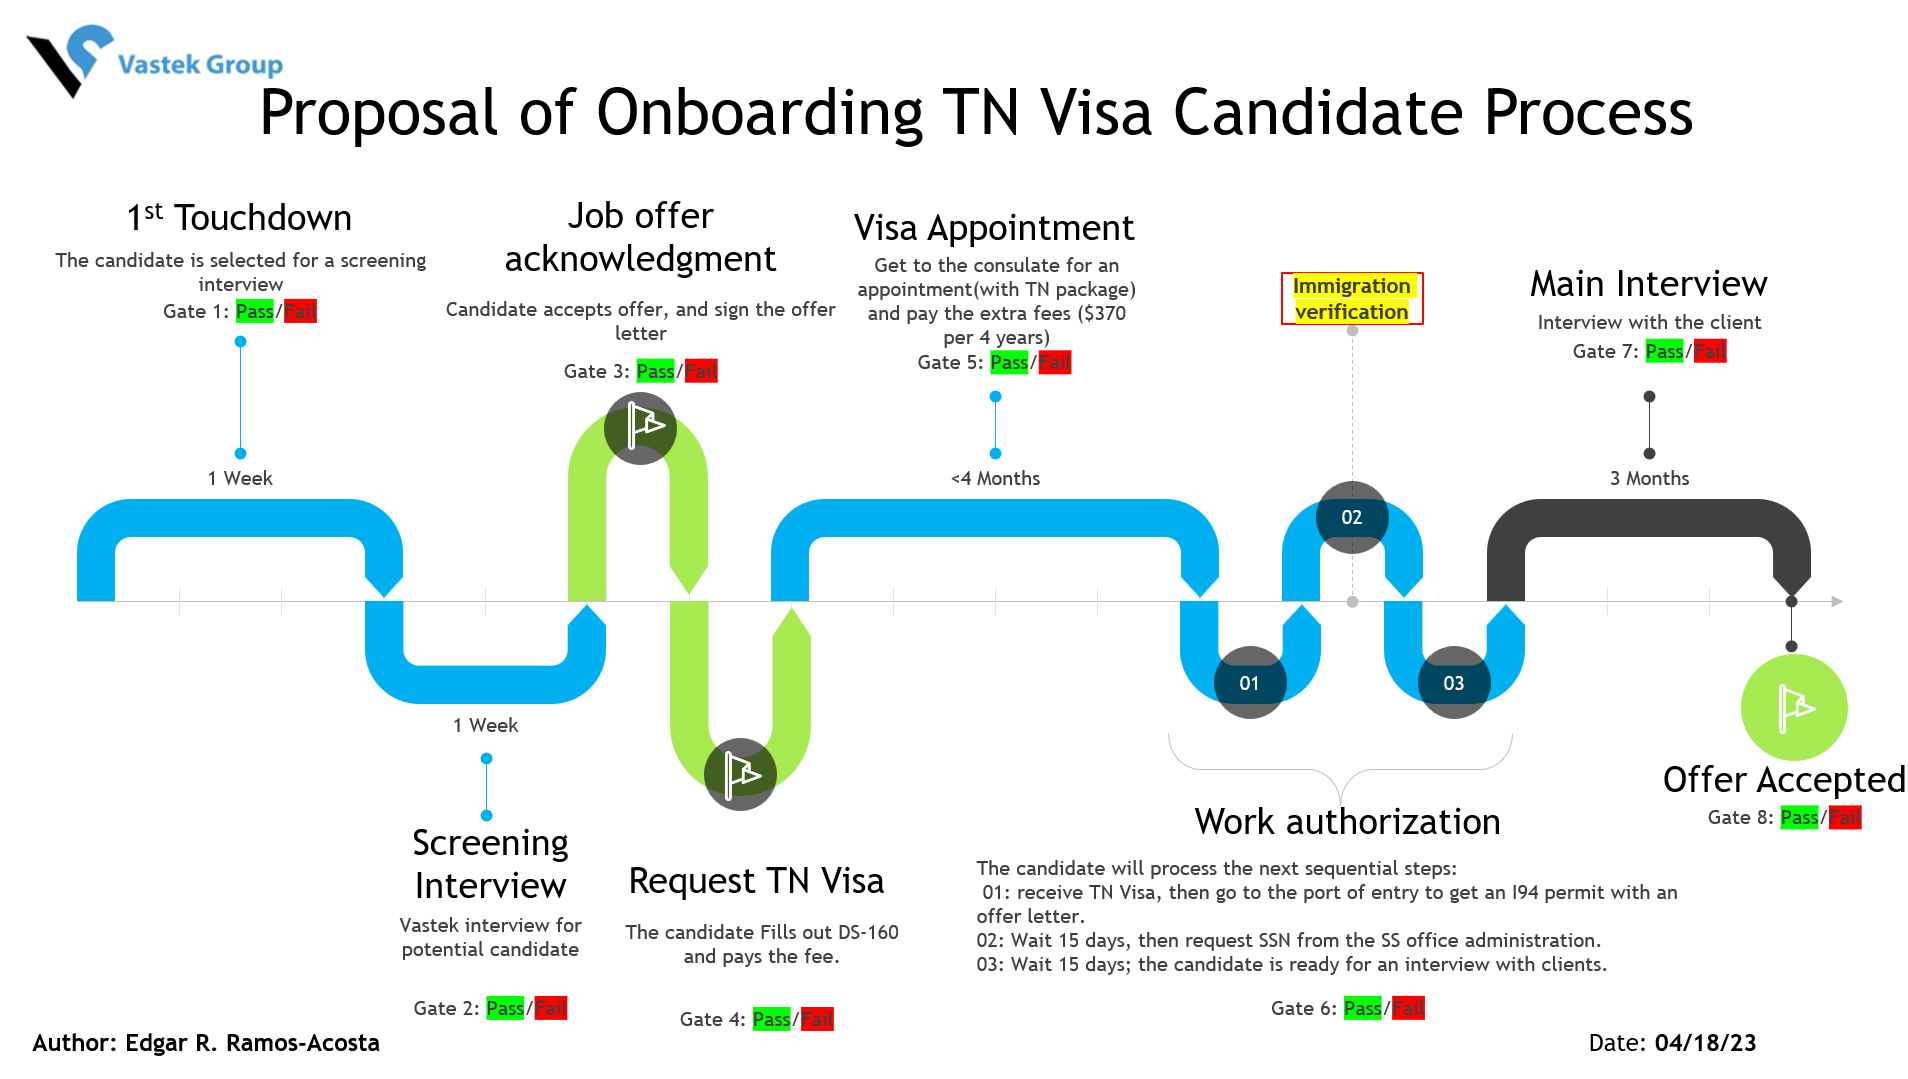 Vastek Group
Proposal of Onboarding TN Visa Candidate Process
1st Touchdown
The candidate is selected for a screening
interview
Gate 1: Pass/Fail
1 Week
1 Week
Screening
Interview
Vastek interview for
potential candidate
Gate 2: Pass/Fail
Job offer
acknowledgment
Candidate accepts offer, and sign the offer
letter
Gate 3: Pass/Fail
Request TN Visa
The candidate Fills out DS-160
and pays the fee.
Gate 4: Pass/Fail
Visa Appointment
Get to the consulate for an
appointment(with TN package)
and pay the extra fees ($370
per 4 years)
Gate 5: Pass/Fail
<4 Months
Immigration
verification
01
02
03
Work authorization
The candidate will process the next sequential steps:
01: receive TN Visa, then go to the port of entry to get an I94 permit with an
offer letter.
02: Wait 15 days, then request SSN from the SS office administration.
03: Wait 15 days; the candidate is ready for an interview with clients.
Gate 6: Pass/Fail
Main Interview
Interview with the client
Gate 7: Pass/Fail
3 Months
Offer Accepted
Gate 8: Pass/Fail
Author: Edgar R. Ramos-Acosta
Date: 04/18/23